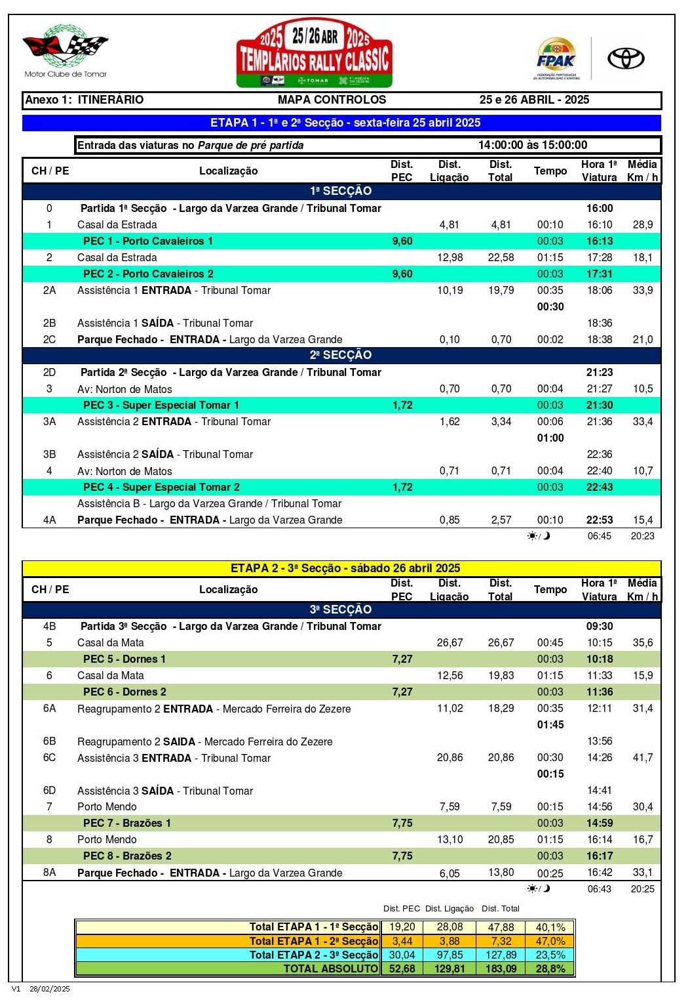 2025 25/26 ABR 2025
TEMPLÁRIOS RALLY CLASSIC
TOMAR
Motor Clube de Tomar
FPAK
FEDERAÇÃO PORTUGUESA
DE AUTOMOBILISMO E KARTING
Anexo 1: ITINERÁRIO MAPA CONTROLOS 25 e 26 ABRIL - 2025
ETAPA 1 - 1ª e 2ª Secção - sexta-feira 25 abril 2025
Entrada das viaturas no Parque de pré partida 14:00:00 às 15:00:00
CH / PE Localização Dist. PEC Dist. Ligação Dist. Total Tempo Hora 1ª Viatura Média Km / h
1ª SECÇÃO
0 Partida 1ª Secção - Largo da Varzea Grande / Tribunal Tomar 16:00
1 Casal da Estrada 4,81 4,81 00:10 16:10 28,9
PEC 1 - Porto Cavaleiros 1 9,60 00:03 16:13
2 Casal da Estrada 12,98 22,58 01:15 17:28 18,1
PEC 2 - Porto Cavaleiros 2 9,60 00:03 17:31
2A Assistência 1 ENTRADA - Tribunal Tomar 10,19 19,79 00:35 18:06 33,9
00:30
2B Assistência 1 SAÍDA - Tribunal Tomar 18:36
2C Parque Fechado - ENTRADA - Largo da Varzea Grande 0,10 0,70 00:02 18:38 21,0
2ª SECÇÃO
2D Partida 2ª Secção - Largo da Varzea Grande / Tribunal Tomar 21:23
3 Av: Norton de Matos 0,70 0,70 00:04 21:27 10,5
PEC 3 - Super Especial Tomar 1 1,72 00:03 21:30
3A Assistência 2 ENTRADA - Tribunal Tomar 1,62 3,34 00:06 21:36 33,4
01:00
3B Assistência 2 SAÍDA - Tribunal Tomar 22:36
4 Av: Norton de Matos 0,71 0,71 00:04 22:40 10,7
PEC 4 - Super Especial Tomar 2 1,72 00:03 22:43
Assistência B - Largo da Varzea Grande / Tribunal Tomar
4A Parque Fechado - ENTRADA - Largo da Varzea Grande 0,85 2,57 00:10 22:53 15,4
/ 06:45 20:23
ETAPA 2 - 3ª Secção - sábado 26 abril 2025
CH / PE Localização Dist. PEC Dist. Ligação Dist. Total Tempo Hora 1ª Viatura Média Km / h
3ª SECÇÃO
4B Partida 3ª Secção - Largo da Varzea Grande / Tribunal Tomar 09:30
5 Casal da Mata 26,67 26,67 00:45 10:15 35,6
PEC 5 - Dornes 1 7,27 00:03 10:18
6 Casal da Mata 12,56 19,83 01:15 11:33 15,9
PEC 6 - Dornes 2 7,27 00:03 11:36
6A Reagrupamento 2 ENTRADA - Mercado Ferreira do Zezere 11,02 18,29 00:35 12:11 31,4
01:45
6B Reagrupamento 2 SAIDA - Mercado Ferreira do Zezere 13:56
6C Assistência 3 ENTRADA - Tribunal Tomar 20,86 20,86 00:30 14:26 41,7
00:15
6D Assistência 3 SAÍDA - Tribunal Tomar 14:41
7 Porto Mendo 7,59 7,59 00:15 14:56 30,4
PEC 7 - Brazões 1 7,75 00:03 14:59
8 Porto Mendo 13,10 20,85 01:15 16:14 16,7
PEC 8 - Brazões 2 7,75 00:03 16:17
8A Parque Fechado - ENTRADA - Largo da Varzea Grande 6,05 13,80 00:25 16:42 33,1
/ 06:43 20:25
Dist. PEC Dist. Ligação Dist. Total
Total ETAPA 1 - 1ª Secção 19,20 28,08 47,88 40,1%
Total ETAPA 1 - 2ª Secção 3,44 3,88 7,32 47,0%
Total ETAPA 2 - 3ª Secção 30,04 97,85 127,89 23,5%
TOTAL ABSOLUTO 52,68 129,81 183,09 28,8%
V1 28/02/2025